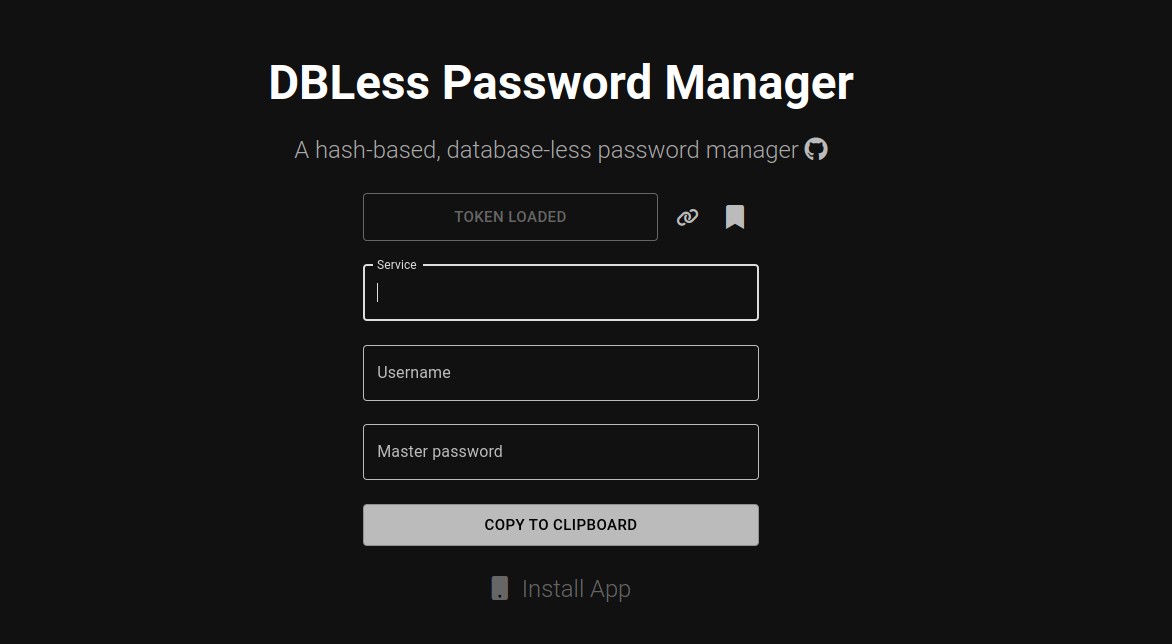 DBLess Password Manager
A hash-based, database-less password manager
TOKEN LOADED
Service
Username
Master password
COPY TO CLIPBOARD
Install App